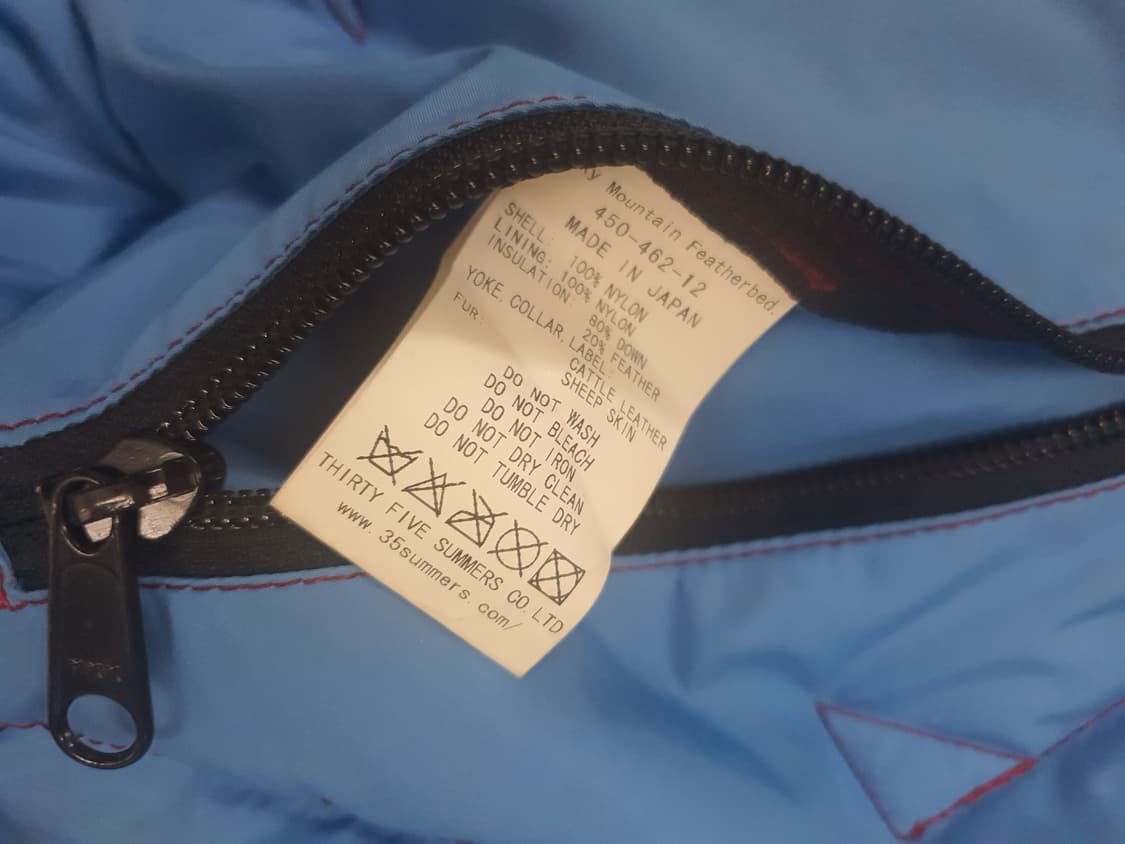 y Mountain Featherbed.
450-462-12
MADE IN JAPAN
SHELL: 100% NYLON
LINING: 100% NYLON
INSULATION: 80% DOWN
20% FEATHER
YOKE, COLLAR, LABEL:
CATTLE LEATHER
FUR: SHEEP SKIN
DO NOT WASH
DO NOT BLEACH
DO NOT IRON
DO NOT DRY CLEAN
DO NOT TUMBLE DRY
THIRTY FIVE SUMMERS CO.LTD
www.35summers.com/